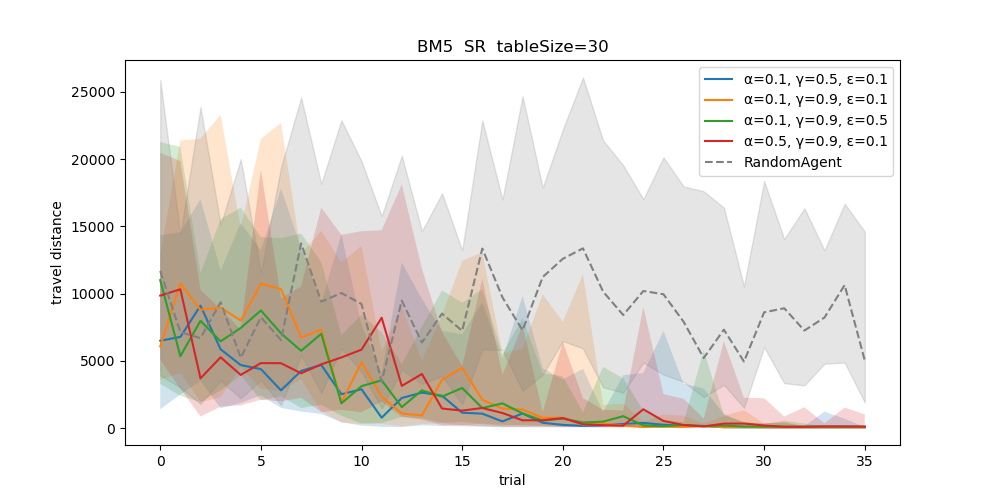 BM5  SR  tableSize=30
travel distance
25000
20000
15000
10000
5000
0
0 5 10 15 20 25 30 35
trial
α=0.1, γ=0.5, ε=0.1
α=0.1, γ=0.9, ε=0.1
α=0.1, γ=0.9, ε=0.5
α=0.5, γ=0.9, ε=0.1
RandomAgent